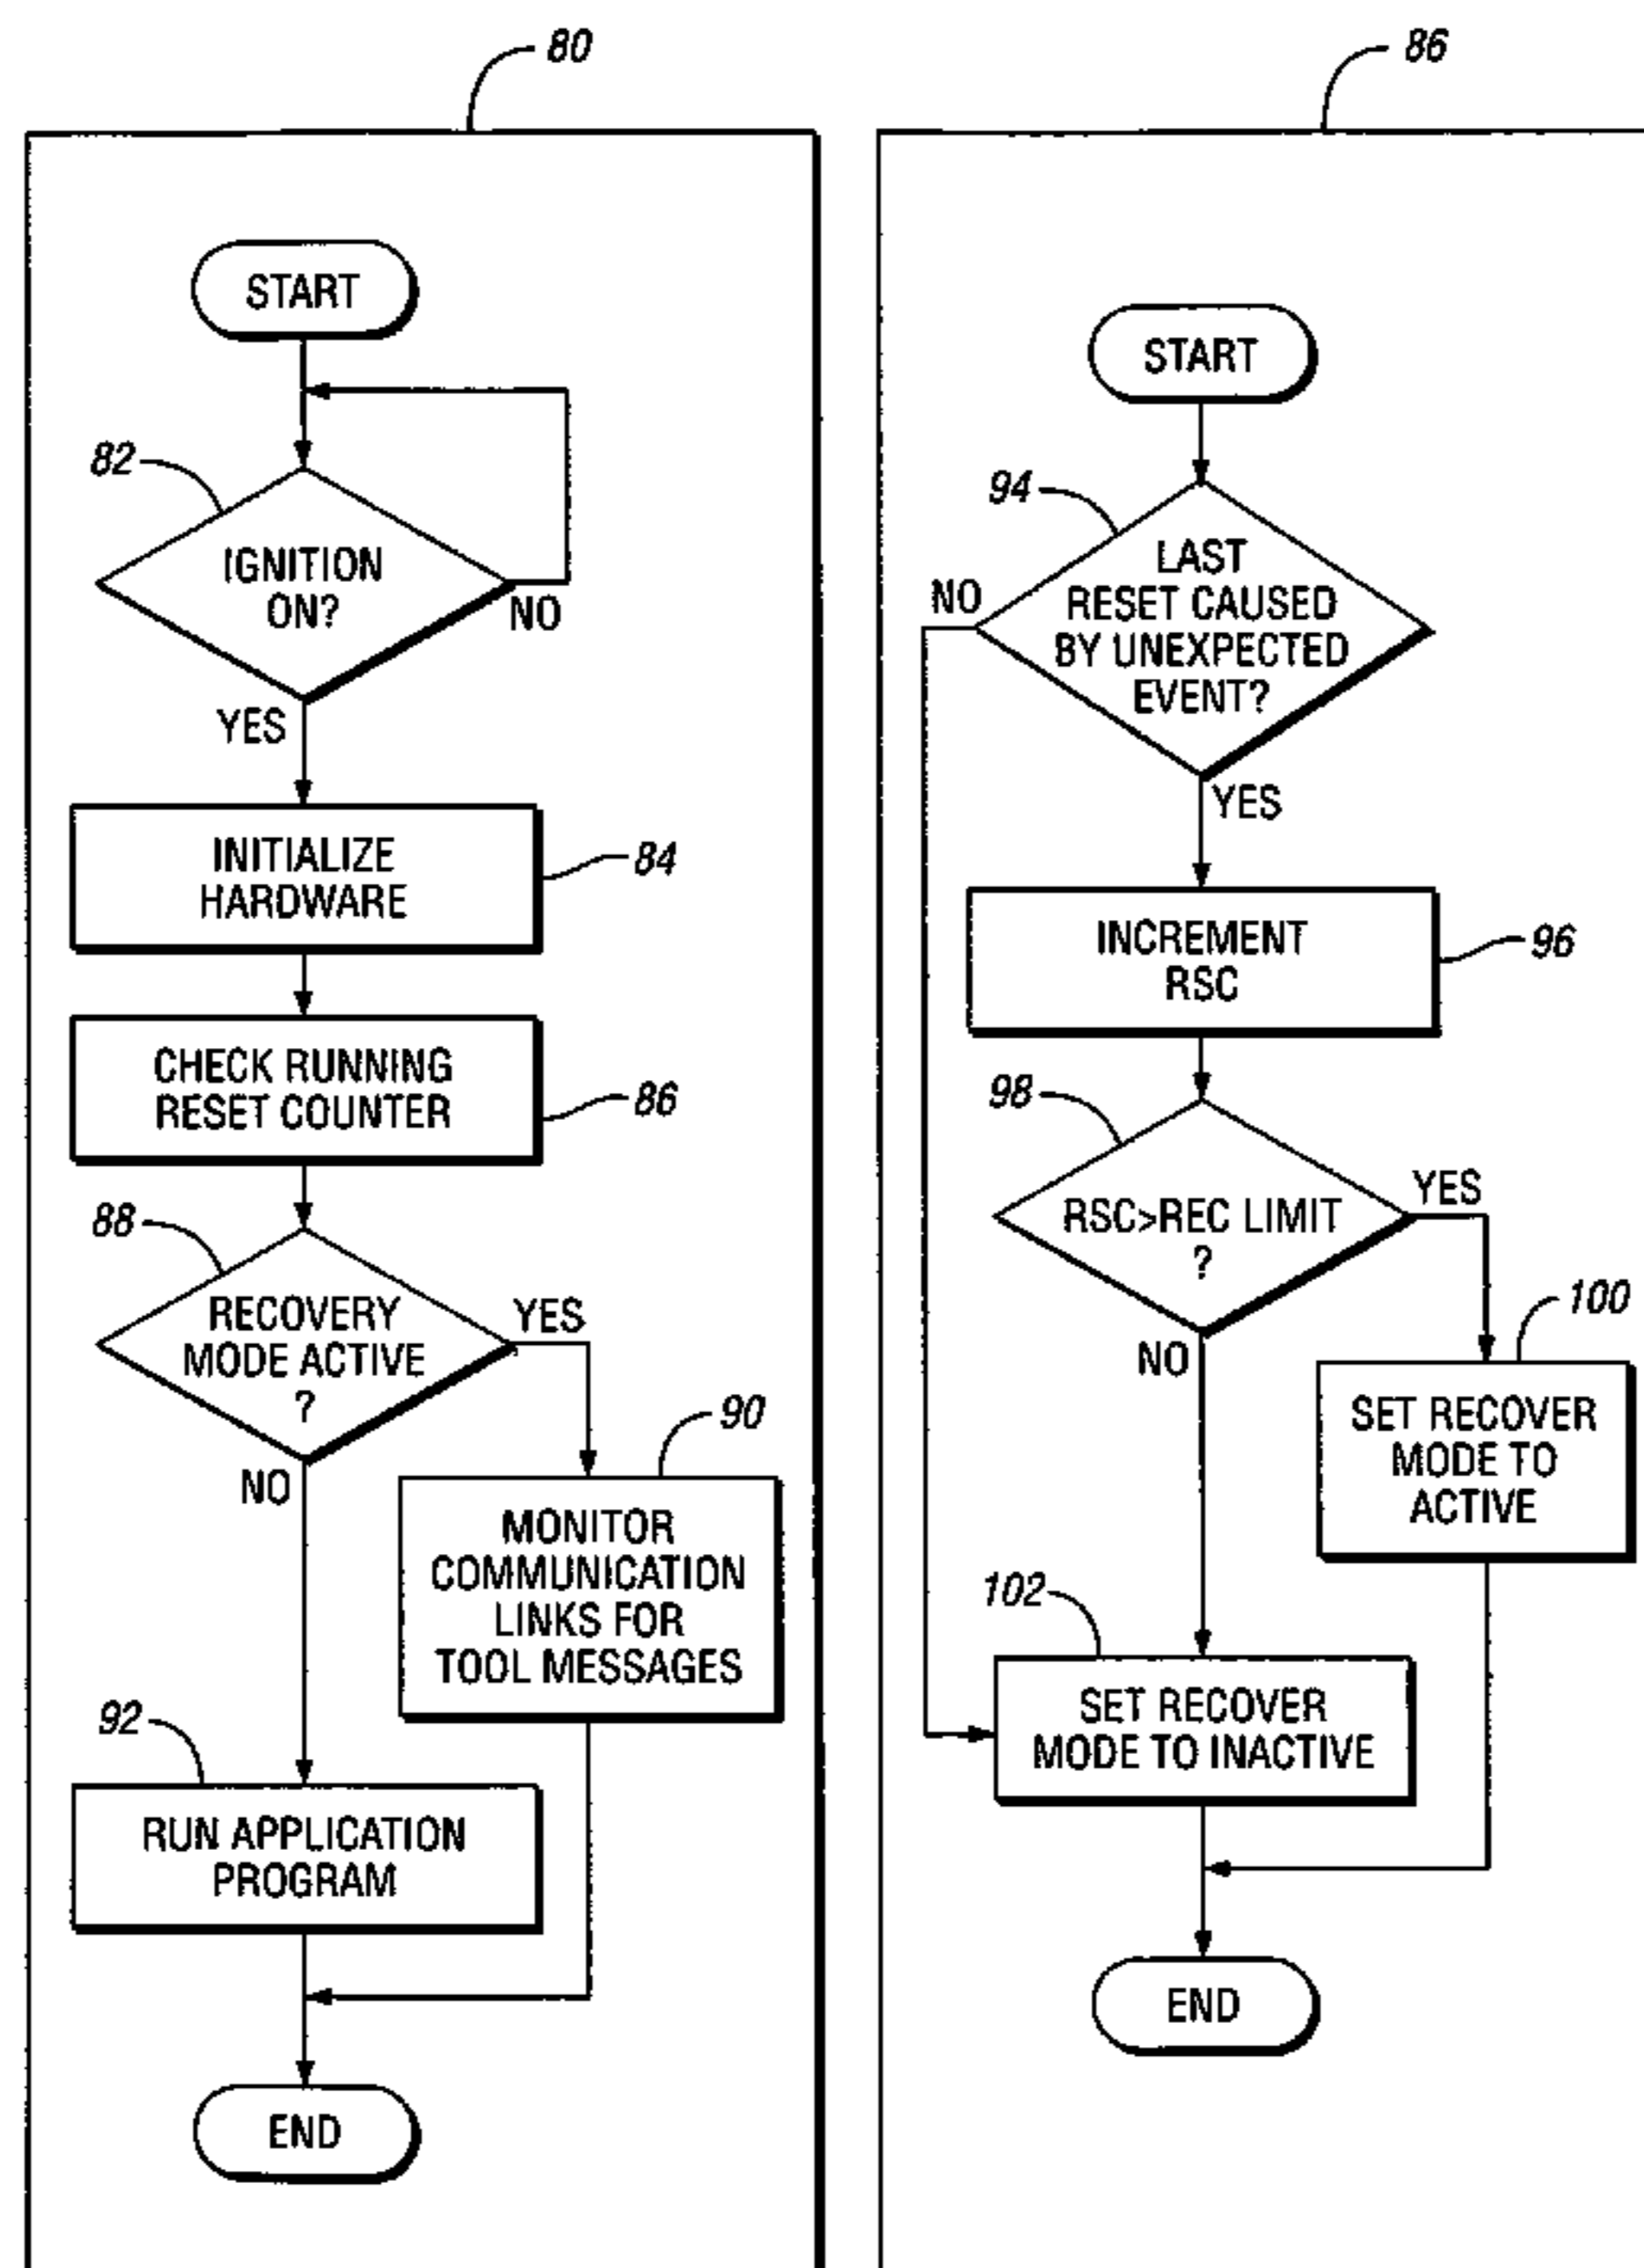 80
START
82
IGNITION
ON?
NO
YES
INITIALIZE
HARDWARE
84
CHECK RUNNING
RESET COUNTER
86
88
RECOVERY
MODE ACTIVE
?
YES
NO
90
MONITOR
COMMUNICATION
LINKS FOR
TOOL MESSAGES
92
RUN APPLICATION
PROGRAM
END
86
START
94
LAST
RESET CAUSED
BY UNEXPECTED
EVENT?
NO
YES
INCREMENT
RSC
96
98
RSC>REC LIMIT
?
YES
NO
100
SET RECOVER
MODE TO
ACTIVE
102
SET RECOVER
MODE TO INACTIVE
END